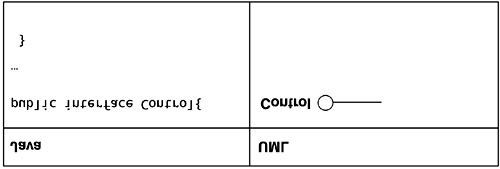 Java UML
public interface Control{ Control
…
}